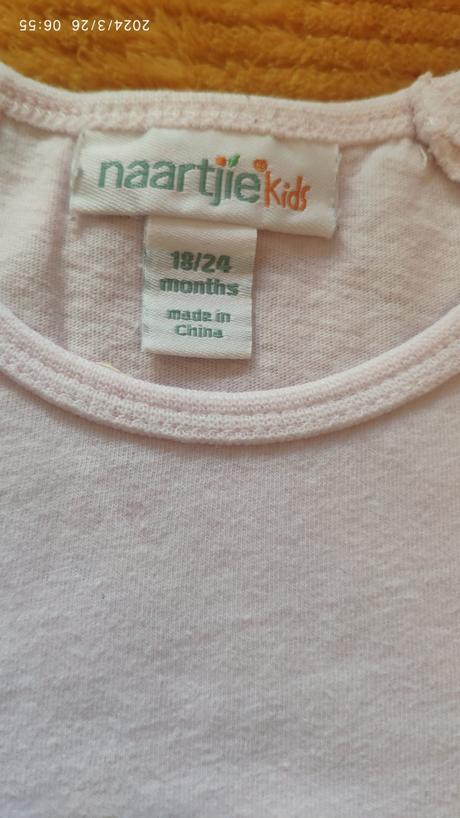 2024/3/26 06:55
naartjie kids
18/24
months
made in
China